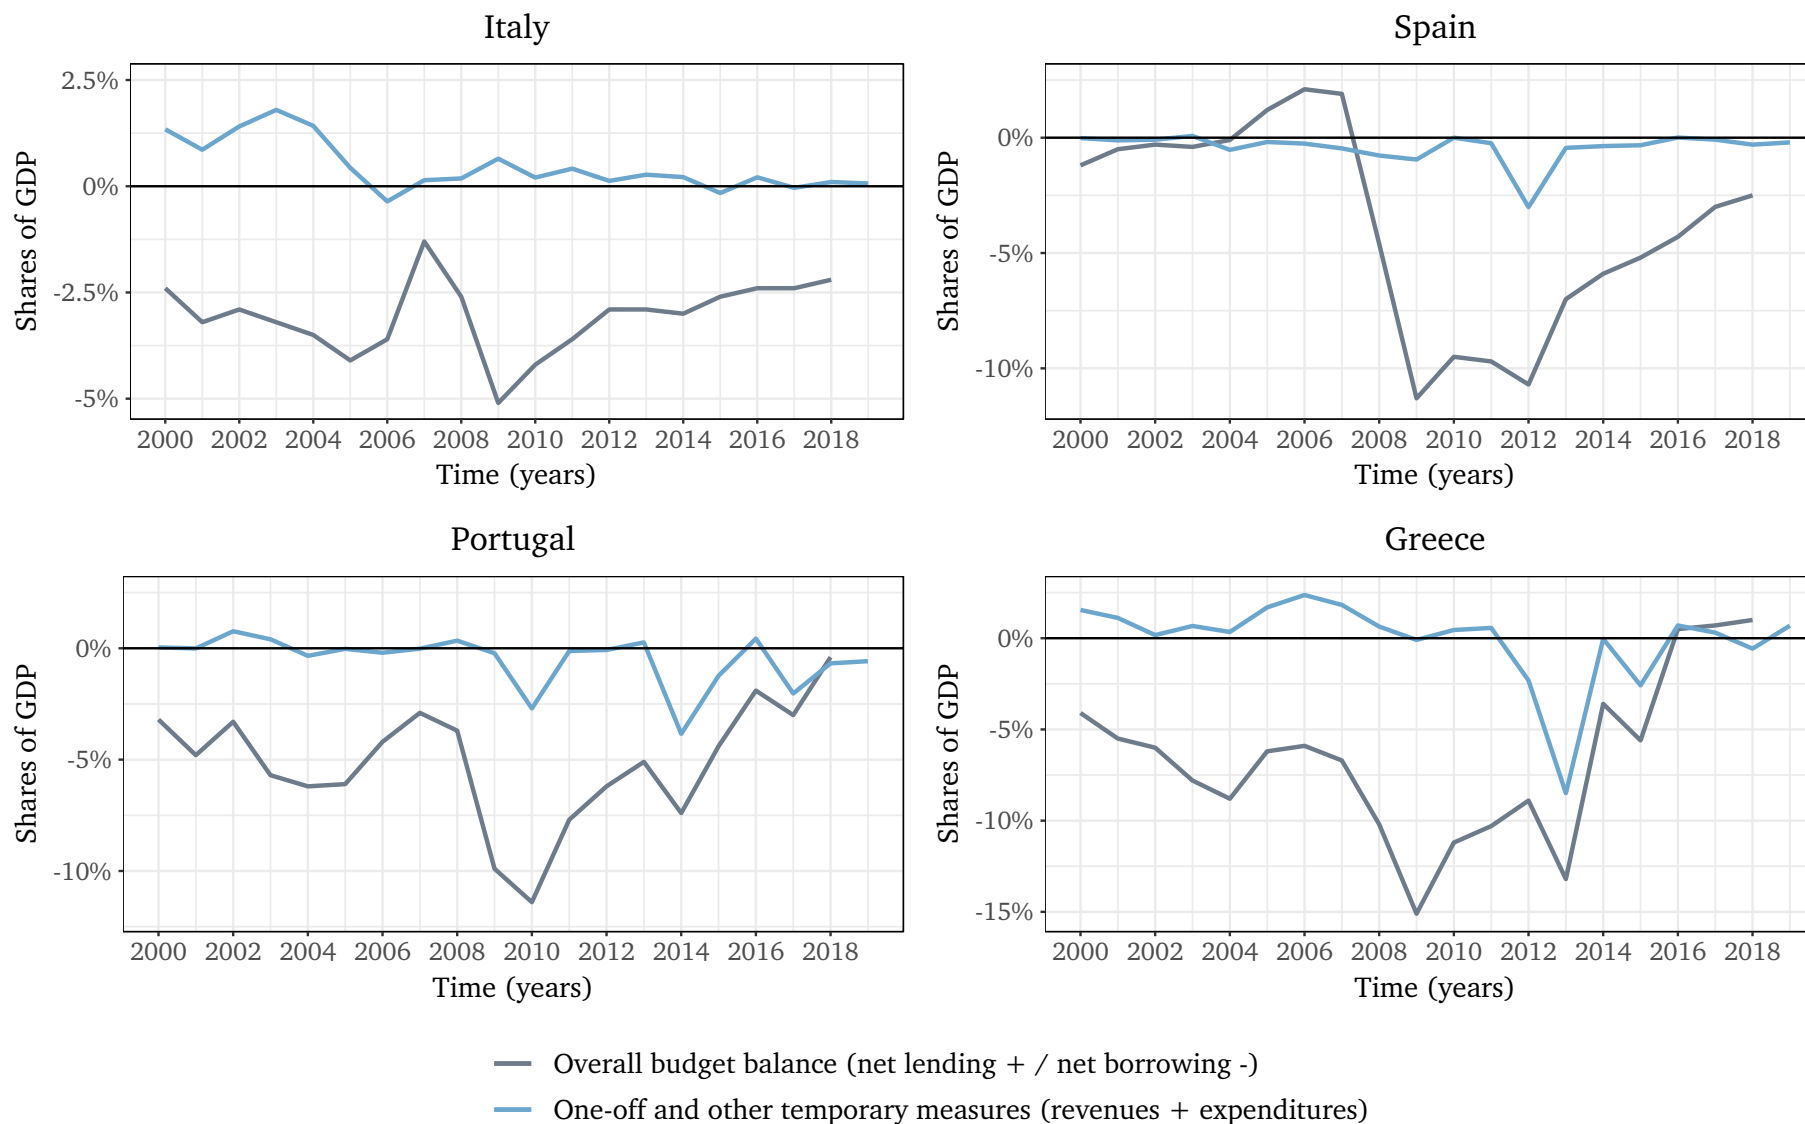 Italy
Shares of GDP
2.5%
0%
-2.5%
-5%
2000 2002 2004 2006 2008 2010 2012 2014 2016 2018
Time (years)
Spain
Shares of GDP
0%
-5%
-10%
2000 2002 2004 2006 2008 2010 2012 2014 2016 2018
Time (years)
Portugal
Shares of GDP
0%
-5%
-10%
2000 2002 2004 2006 2008 2010 2012 2014 2016 2018
Time (years)
Greece
Shares of GDP
0%
-5%
-10%
-15%
2000 2002 2004 2006 2008 2010 2012 2014 2016 2018
Time (years)
Overall budget balance (net lending + / net borrowing -)
One-off and other temporary measures (revenues + expenditures)